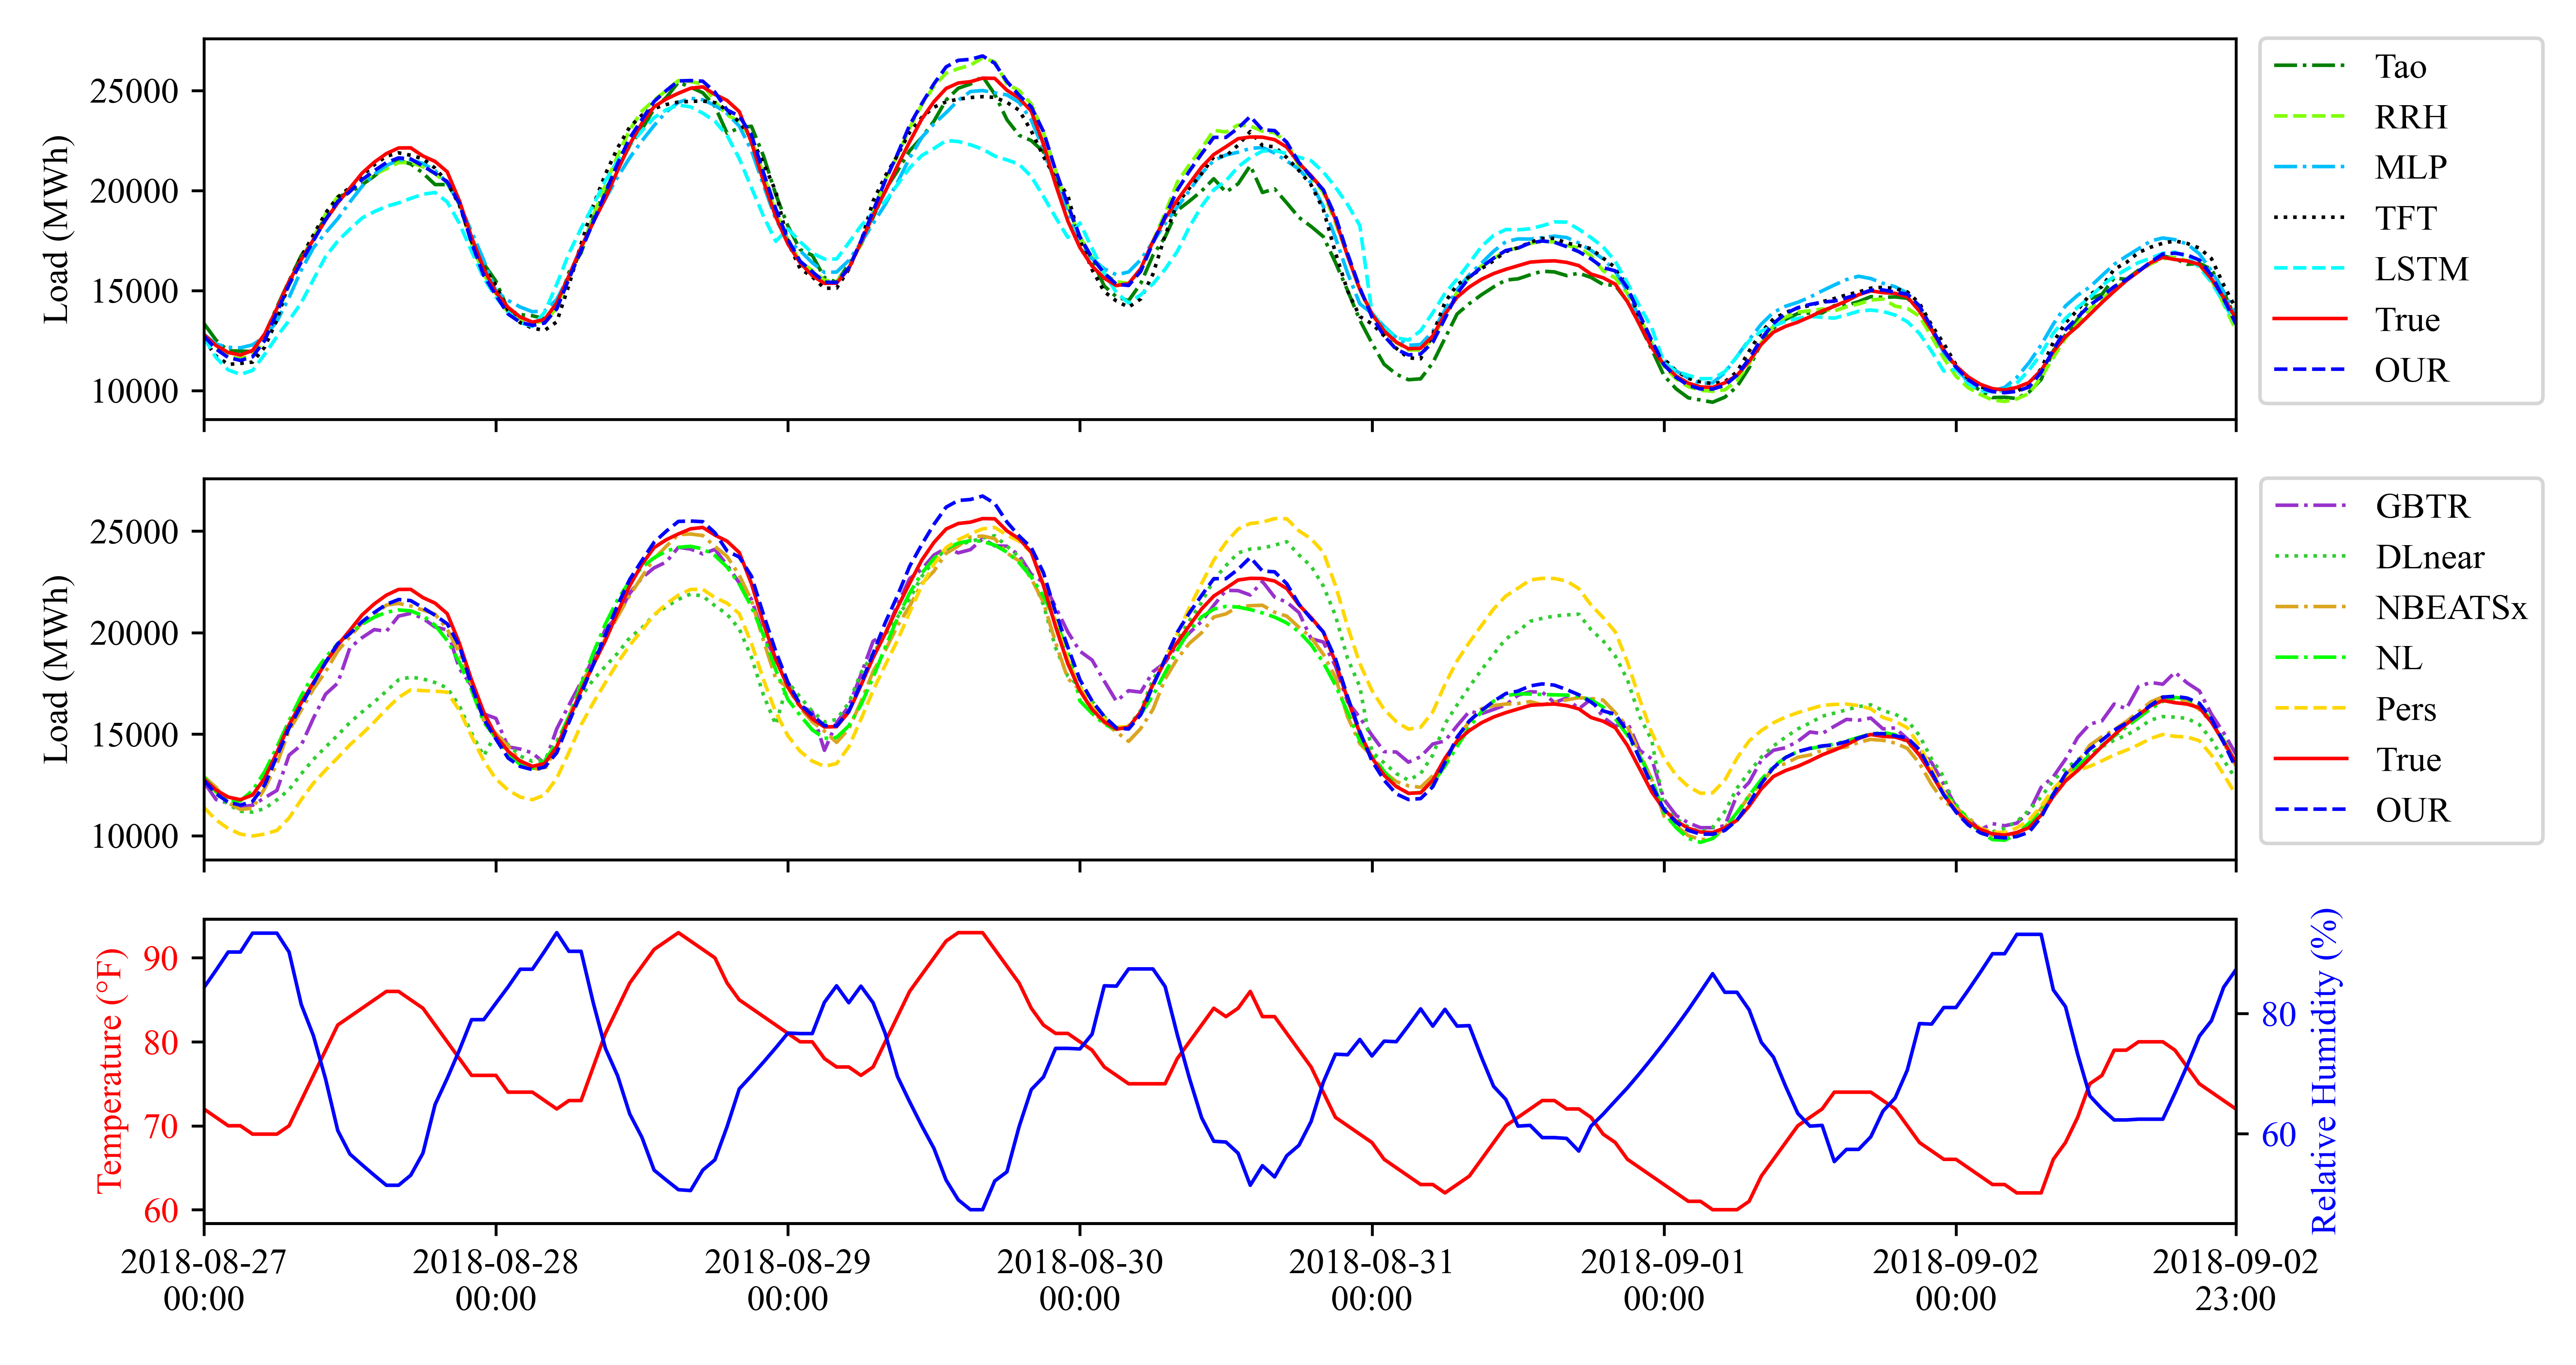 Load (MWh)
25000
20000
15000
10000
Tao
RRH
MLP
TFT
LSTM
True
OUR
Load (MWh)
25000
20000
15000
10000
GBTR
DLnear
NBEATSx
NL
Pers
True
OUR
Temperature (°F)
90
80
70
60
Relative Humidity (%)
80
60
2018-08-27
00:00
2018-08-28
00:00
2018-08-29
00:00
2018-08-30
00:00
2018-08-31
00:00
2018-09-01
00:00
2018-09-02
00:00
2018-09-02
23:00